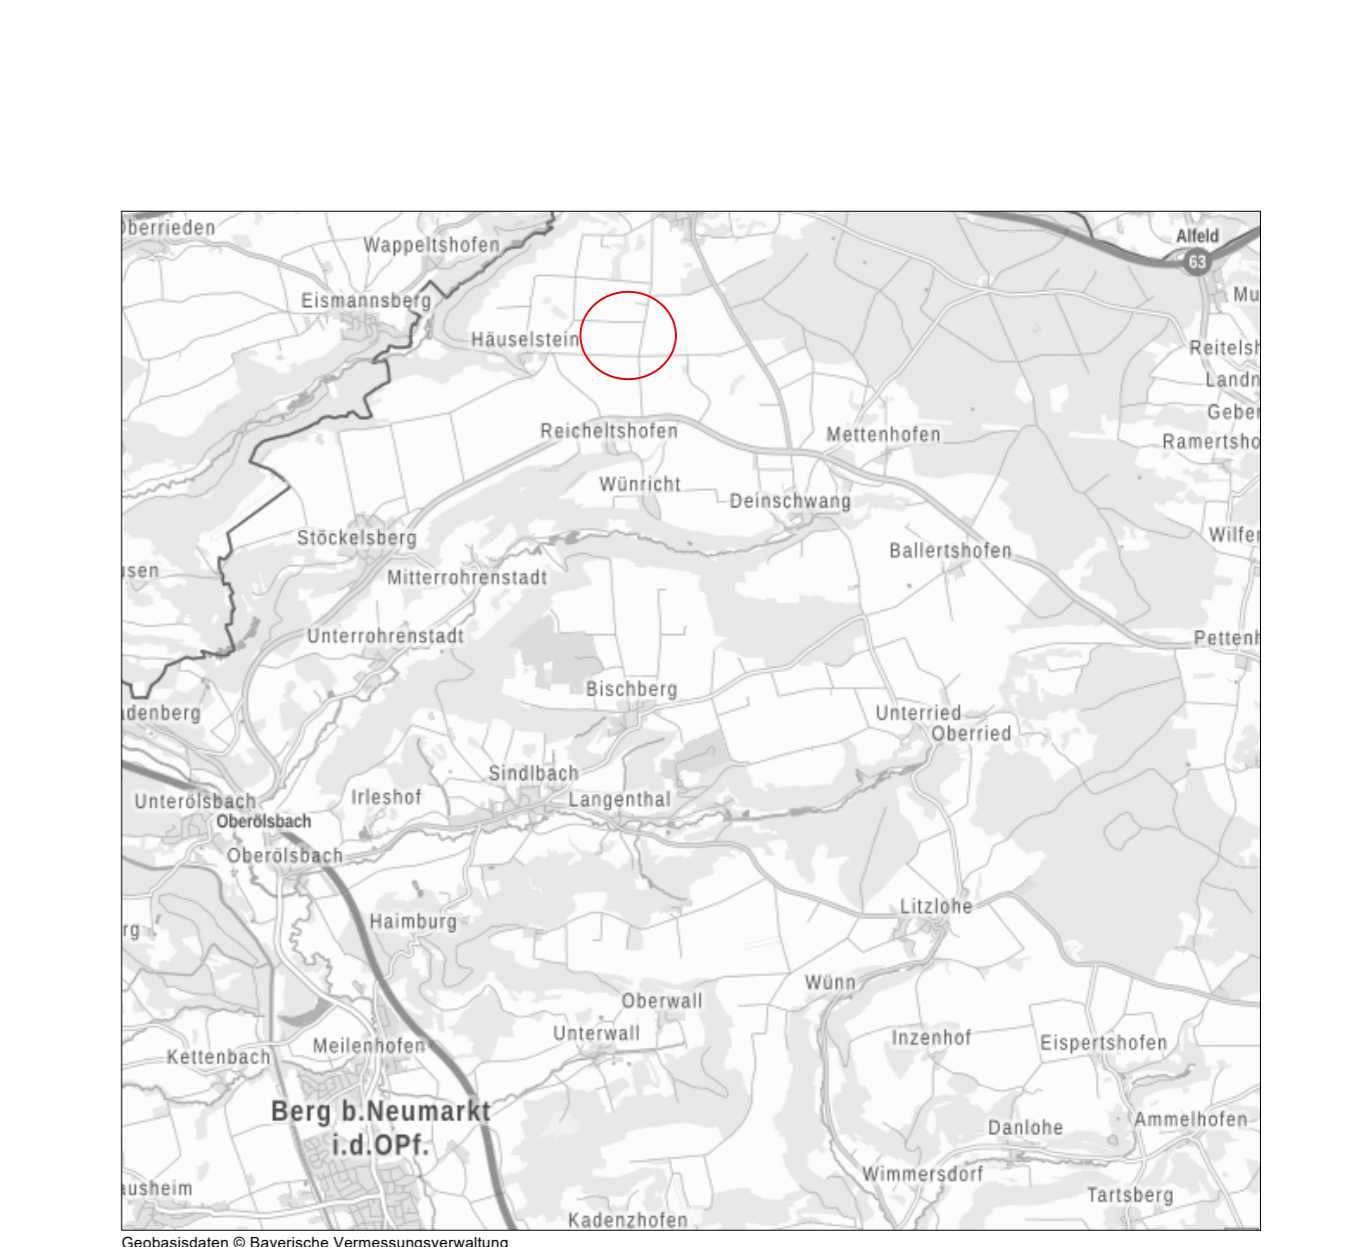 Oberrieden
Wappeltshofen
Alfeld
63
Eismannsberg
Mu
Häuselstein
Reitelsh
Landn
Geber
Reicheltshofen
Mettenhofen
Ramertsho
Wünricht
Deinschwang
Stöckelsberg
Wilfer
Ballertshofen
usen
Mitterrohrenstadt
Unterrohrenstadt
Pettenh
Bischberg
adenberg
Unterried
Oberried
Sindlbach
Unterölsbach
Irleshof
Langenthal
Oberölsbach
Oberölsbach
Litzlohe
Haimburg
rg
Wünn
Oberwall
Unterwall
Inzenhof
Eispertshofen
Meilenhofen
Kettenbach
Berg b.Neumarkt
i.d.OPf.
Ammelhofen
Danlohe
Wimmersdorf
ausheim
Tartsberg
Kadenzhofen
Geobasisdaten © Bayerische Vermessungsverwaltung